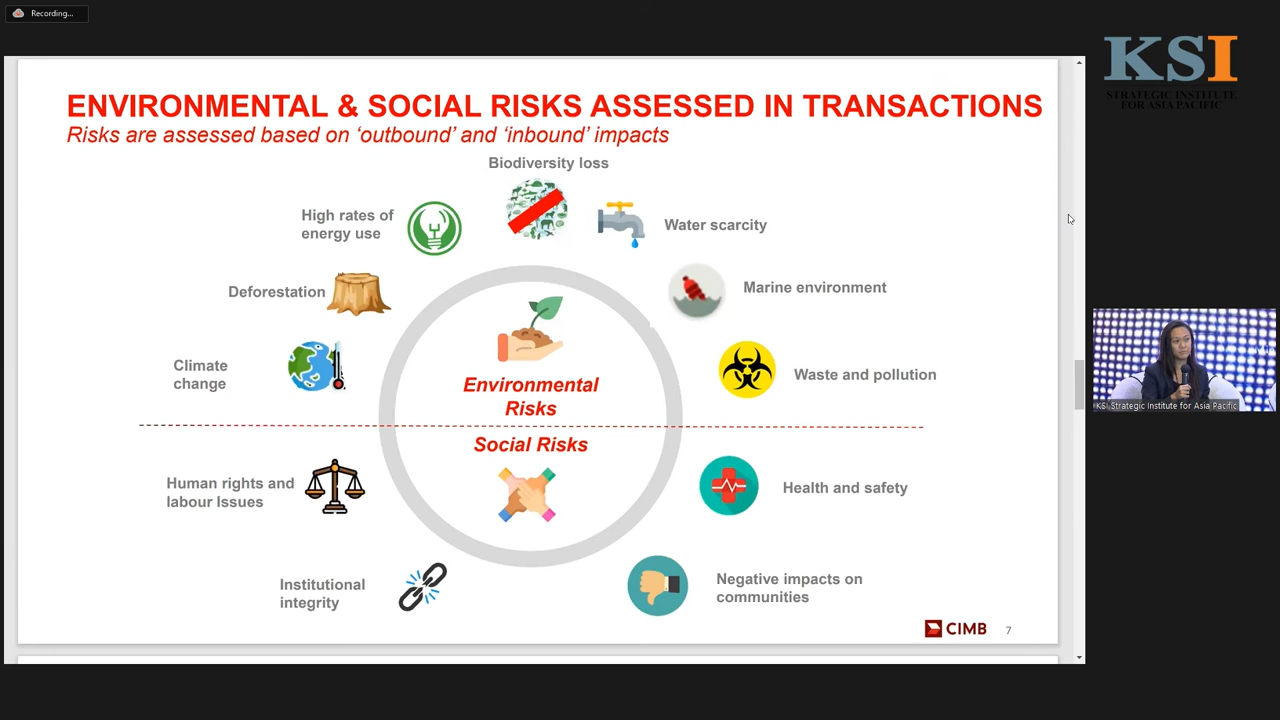 Recording...
KSI
STRATEGIC INSTITUTE
FOR ASIA PACIFIC
ENVIRONMENTAL & SOCIAL RISKS ASSESSED IN TRANSACTIONS
Risks are assessed based on ‘outbound’ and ‘inbound’ impacts
Biodiversity loss
High rates of
energy use
Water scarcity
Deforestation
Marine environment
Climate
change
Waste and pollution
Environmental
Risks
Social Risks
Human rights and
labour Issues
Health and safety
Institutional
integrity
Negative impacts on
communities
CIMB
7
KSI Strategic Institute for Asia Pacific